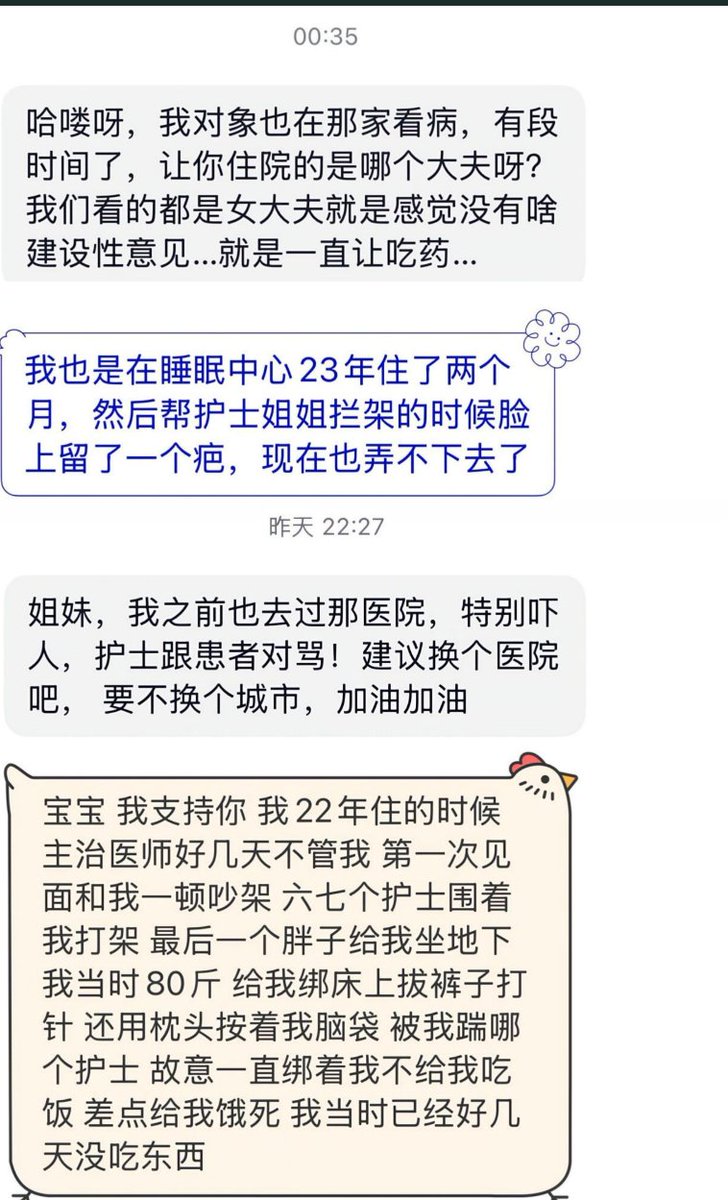 00:35
哈喽呀，我对象也在那家看病，有段
时间了，让你住院的是哪个大夫呀？
我们看的都是女大夫就是感觉没有啥
建设性意见...就是一直让吃药...
我也是在睡眠中心23年住了两个
月，然后帮护士姐姐拦架的时候脸
上留了一个疤，现在也弄不下去了
昨天 22:27
姐妹，我之前也去过那医院，特别吓
人，护士跟患者对骂！建议换个医院
吧， 要不换个城市，加油加油
宝宝 我支持你 我22年住的时候
主治医师好几天不管我 第一次见
面和我一顿吵架 六七个护士围着
我打架 最后一个胖子给我坐地下
我当时80斤 给我绑床上拔裤子打
针 还用枕头按着我脑袋 被我踹哪
个护士 故意一直绑着我不给我吃
饭 差点给我饿死 我当时已经好几
天没吃东西